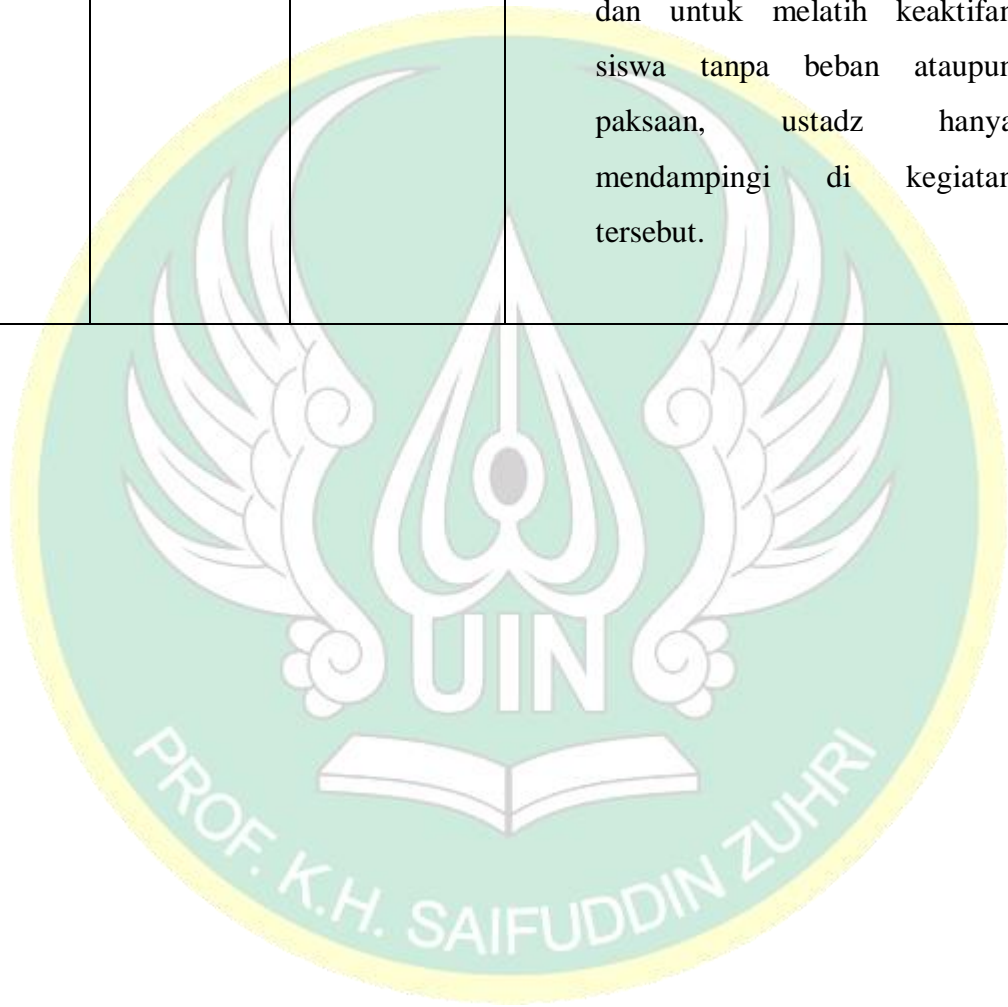 dan untuk melatih keaktifan
siswa tanpa beban ataupun
paksaan, ustadz hanya
mendampingi di kegiatan
tersebut.
UIN
PROF. K.H. SAIFUDDIN ZUHRI